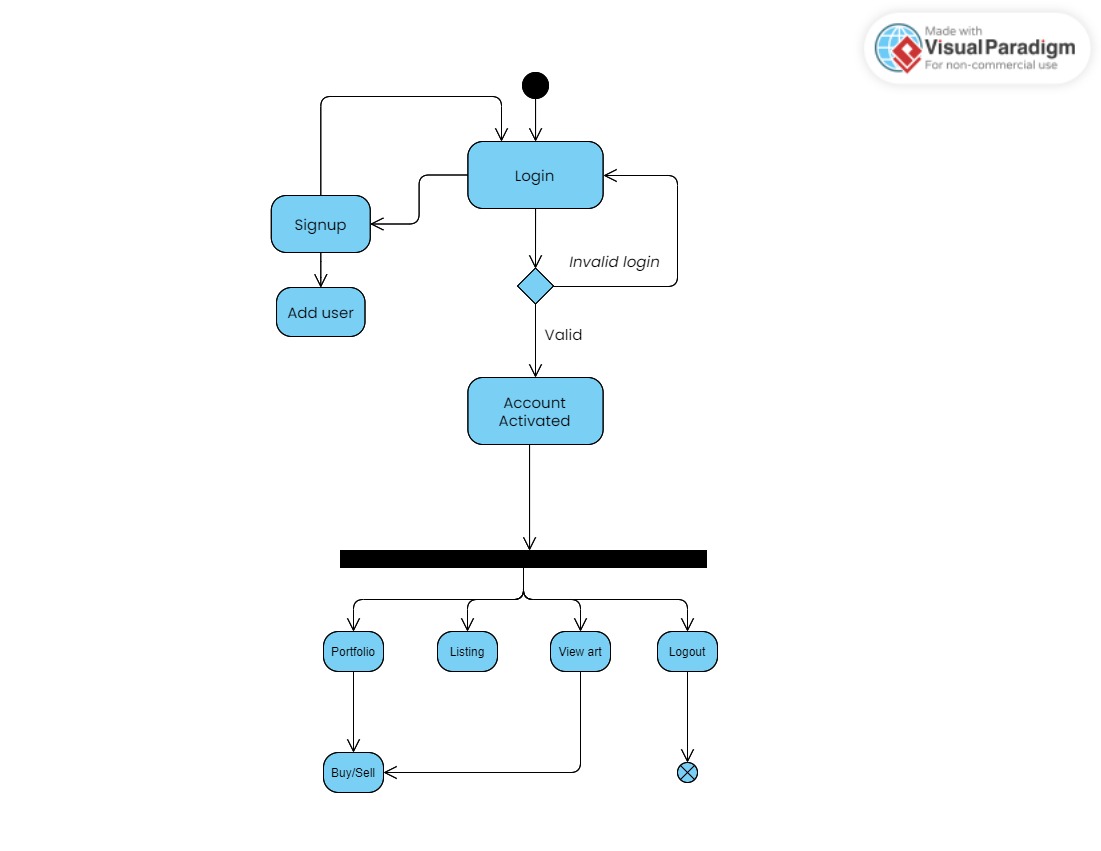 Made with
Visual Paradigm
For non-commercial use
Login
Signup
Invalid login
Add user
Valid
Account
Activated
Portfolio
Listing
View art
Logout
Buy/Sell